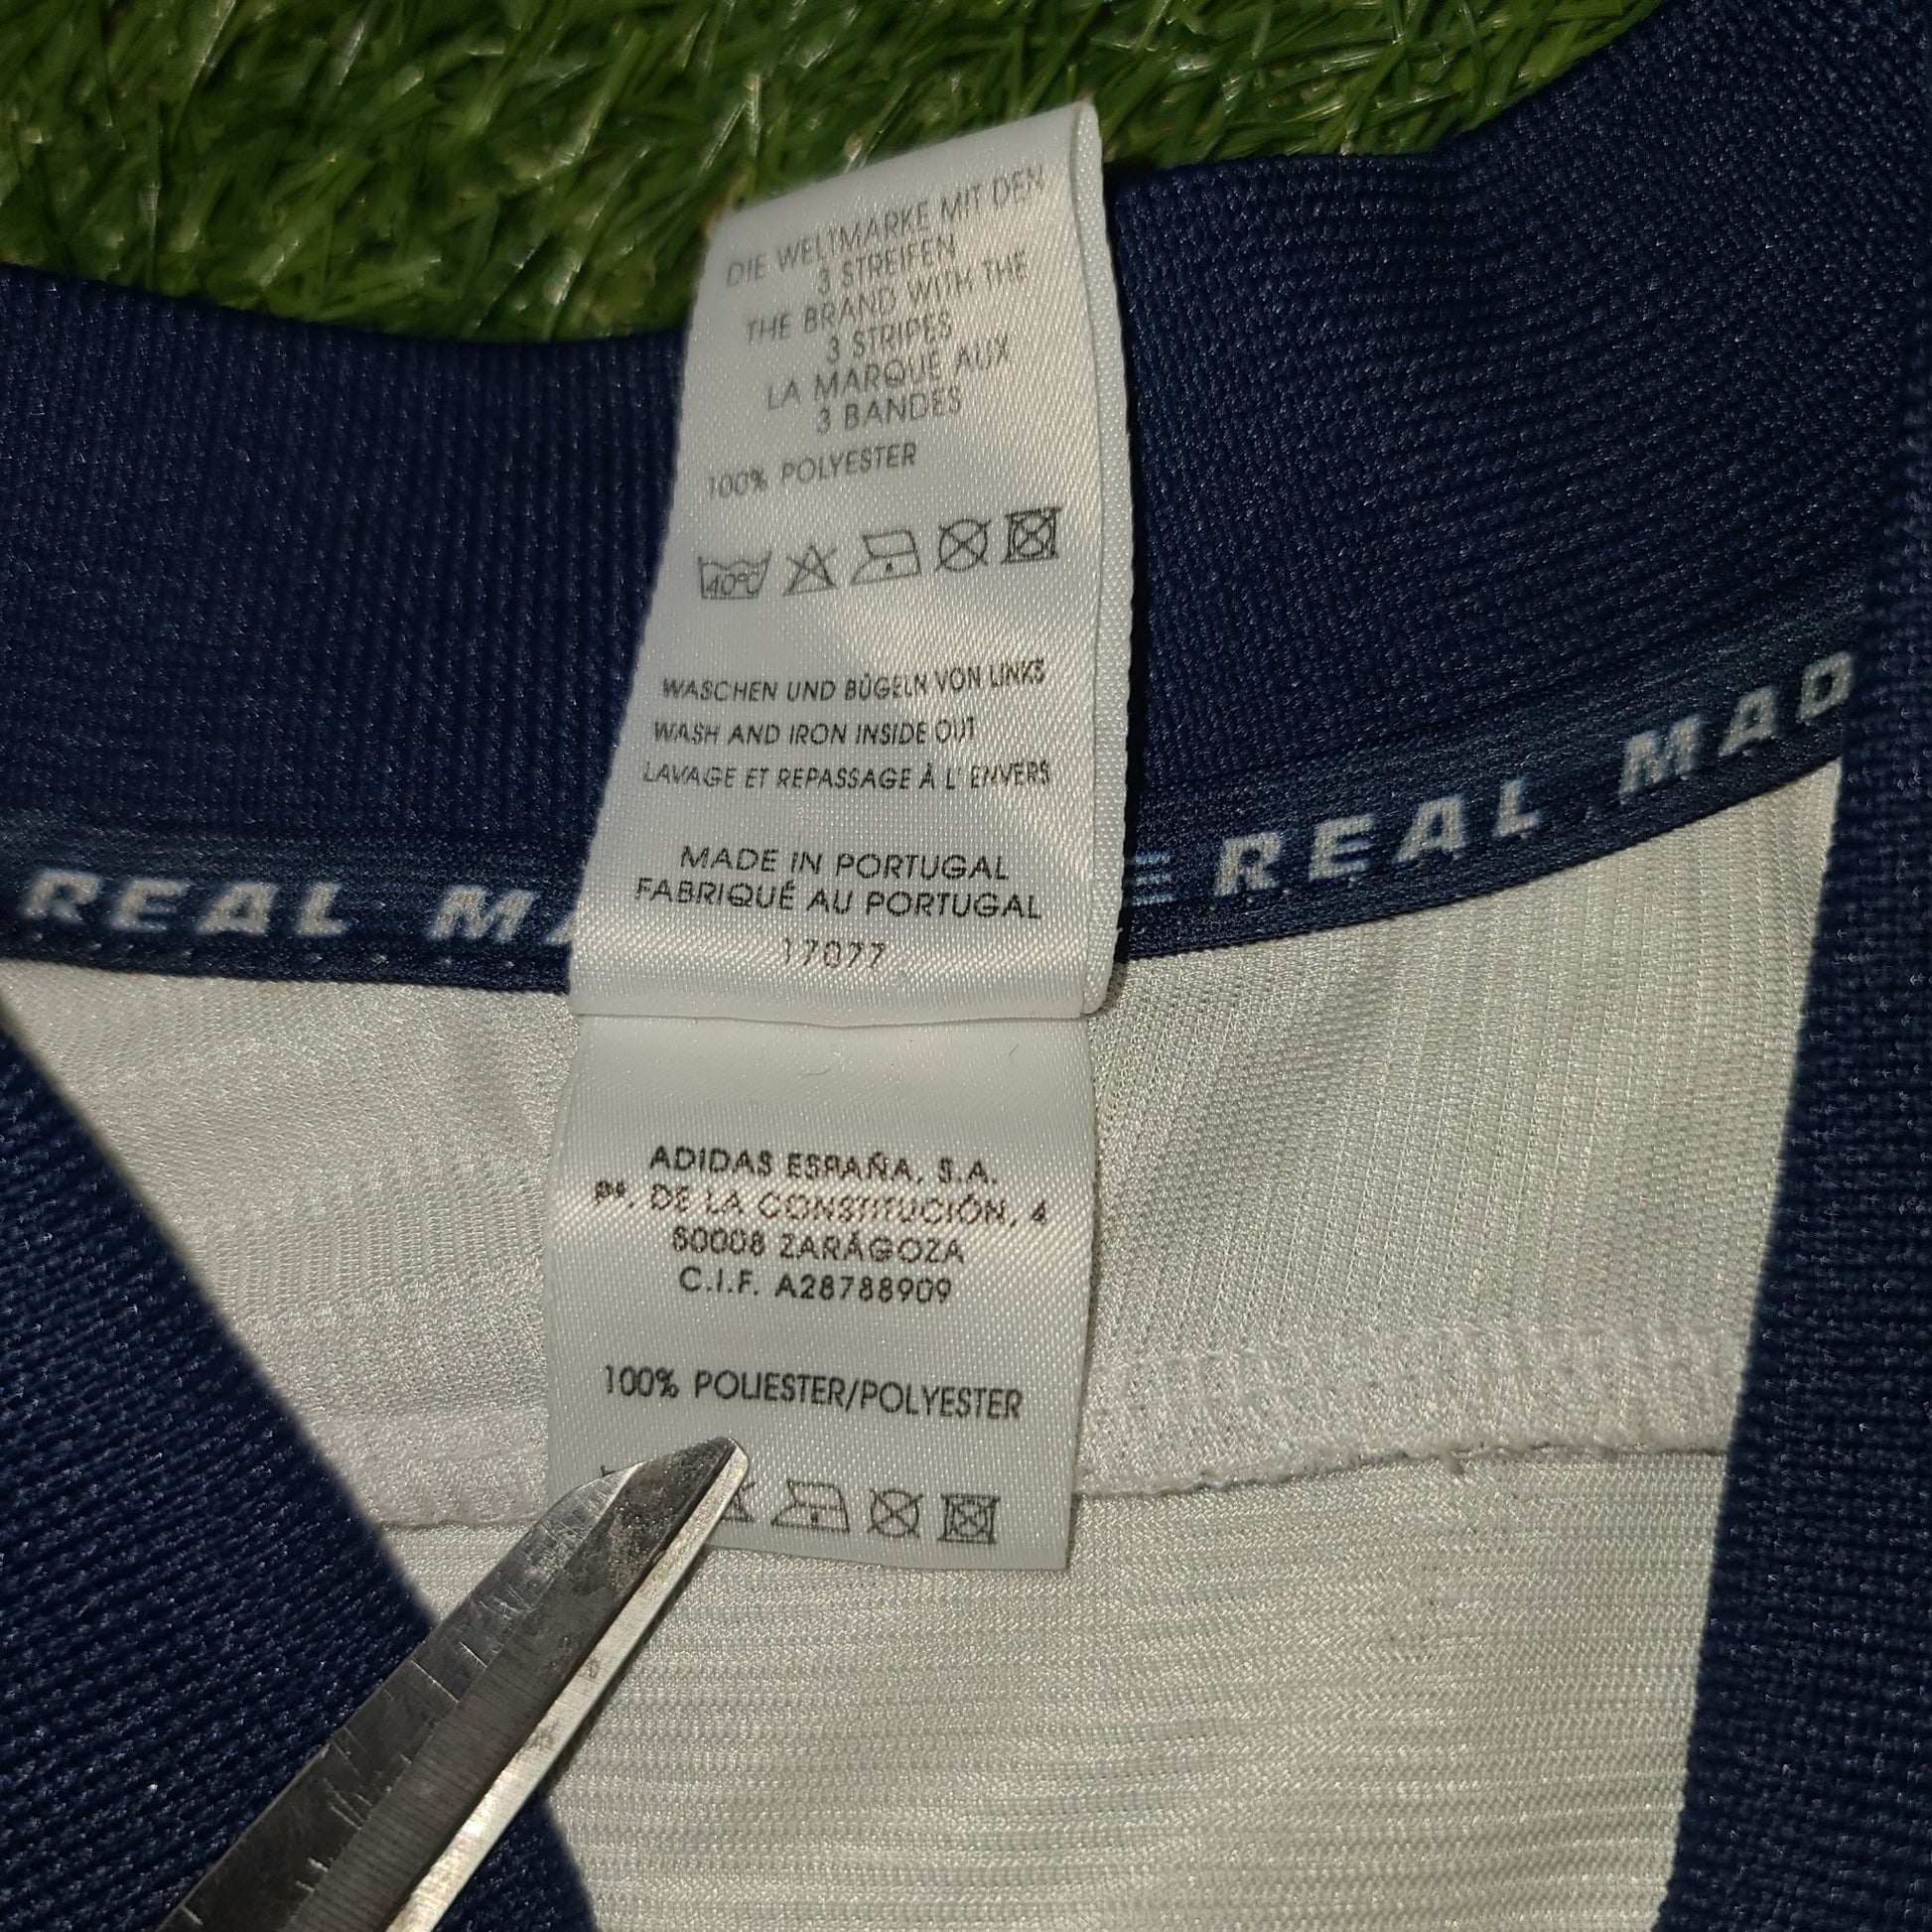 DIE WELTMARKE MIT DEN
3 STREIFEN
THE BRAND WITH THE
3 STRIPES
LA MARQUE AUX
3 BANDES
100% POLYESTER
40°C
WASCHEN UND BÜGELN VON LINKS
WASH AND IRON INSIDE OUT
LAVAGE ET REPASSAGE À L'ENVERS
MADE IN PORTUGAL
FABRIQUÉ AU PORTUGAL
17077
REAL MA
E REAL MAD
ADIDAS ESPAÑA, S.A.
Pº. DE LA CONSTITUCIÓN, 4
50008 ZARAGOZA
C.I.F. A28788909
100% POLIESTER/POLYESTER